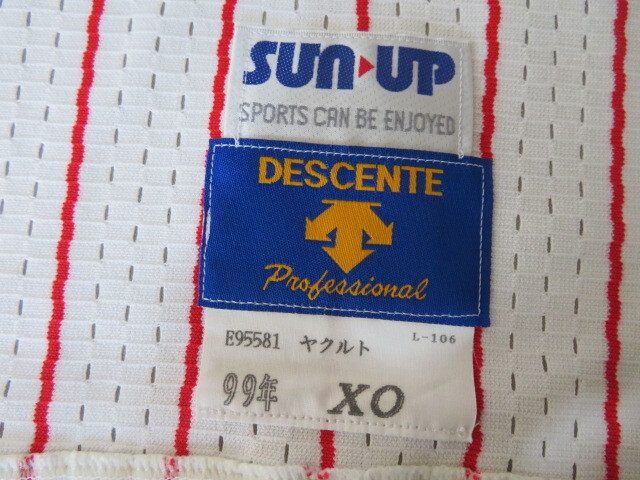 SUN UP
SPORTS CAN BE ENJOYED
DESCENTE
Professional
E95581 ヤクルト L-106
99年 XO